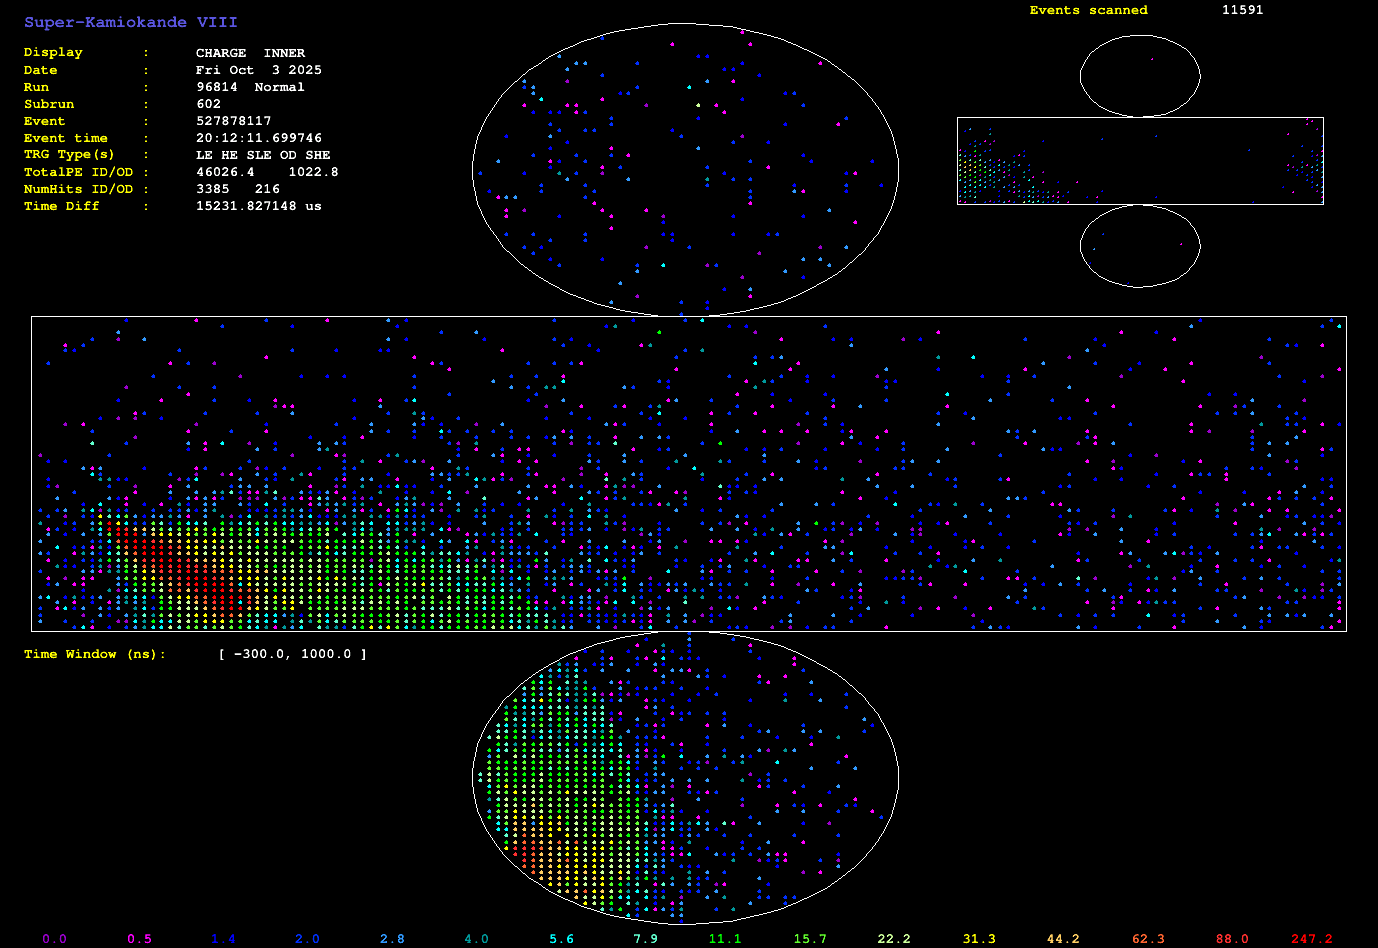 Super-Kamiokande VIII
Events scanned 11591
Display : CHARGE INNER
Date : Fri Oct 3 2025
Run : 96814 Normal
Subrun : 602
Event : 527878117
Event time : 20:12:11.699746
TRG Type(s) : LE HE SLE OD SHE
TotalPE ID/OD : 46026.4 1022.8
NumHits ID/OD : 3385 216
Time Diff : 15231.827148 us
Time Window (ns): [ -300.0, 1000.0 ]
0.0 0.5 1.4 2.0 2.8 4.0 5.6 7.9 11.1 15.7 22.2 31.3 44.2 62.3 88.0 247.2